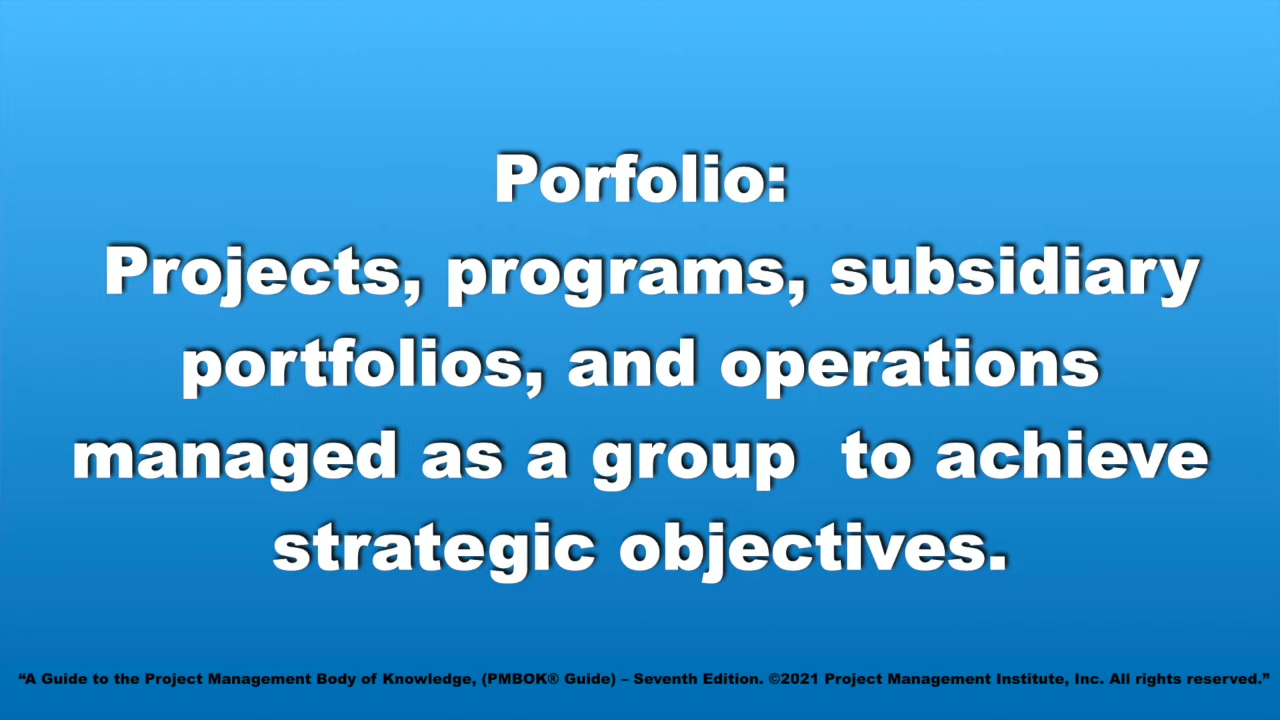 Porfolio:
Projects, programs, subsidiary
portfolios, and operations
managed as a group  to achieve
strategic objectives.
“A Guide to the Project Management Body of Knowledge, (PMBOK® Guide) – Seventh Edition. ©2021 Project Management Institute, Inc. All rights reserved.”